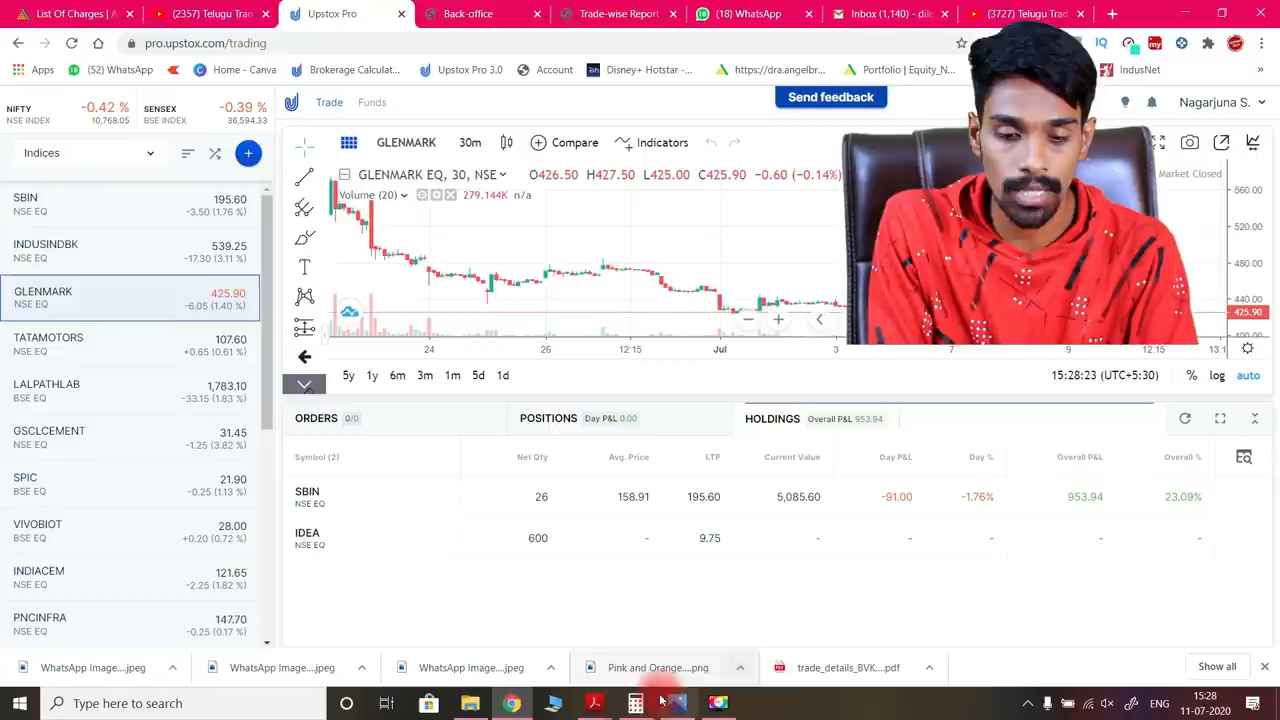 List Of Charges | A
(2357) Telugu Trad
Upstox Pro
Back-office
Trade-wise Report
(18) WhatsApp
Inbox (1,140) - dil
(3727) Telugu Trad
pro.upstox.com/trading
Apps
(52) WhatsApp
Home - Canva
Brokerage Calculat...
Upstox Pro 3.0
Account
Disney+ Hotstar -...
https://dra.angelbr...
Portfolio | Equity_N...
IndusNet
NIFTY -0.42 %
NSE INDEX 10,768.05
SENSEX -0.39 %
BSE INDEX 36,594.33
Trade Funds
Send feedback
Nagarjuna S.
Indices
SBIN 195.60
NSE EQ -3.50 (1.76 %)
INDUSINDBK 539.25
NSE EQ -17.30 (3.11 %)
GLENMARK 425.90
NSE EQ -6.05 (1.40 %)
TATAMOTORS 107.60
NSE EQ +0.65 (0.61 %)
LALPATHLAB 1,783.10
NSE EQ -33.15 (1.83 %)
GSCLCEMENT 31.45
NSE EQ -1.25 (3.82 %)
SPIC 21.90
BSE EQ -0.25 (1.13 %)
VIVOBIOT 28.00
BSE EQ +0.20 (0.72 %)
INDIACEM 121.65
NSE EQ -2.25 (1.82 %)
PNCINFRA 147.70
NSE EQ -0.25 (0.17 %)
GLENMARK 30m Compare Indicators
GLENMARK EQ, 30, NSE O426.50 H427.50 L425.00 C425.90 -0.60 (-0.14%)
Market Closed
Volume (20) 279.144K n/a
560.00
520.00
480.00
440.00
425.90
400.00
24 26 12:15 Jul 3 7 9 12:15 13:1
5y 1y 6m 3m 1m 5d 1d
15:28:23 (UTC+5:30) % log auto
ORDERS 0/0
POSITIONS Day P&L 0.00
HOLDINGS Overall P&L 953.94
Symbol (2) Net Qty Avg. Price LTP Current Value Day P&L Day % Overall P&L Overall %
SBIN 26 158.91 195.60 5,085.60 -91.00 -1.76% 953.94 23.09%
NSE EQ
IDEA 600 - 9.75 - - - - -
NSE EQ
WhatsApp Image....jpeg
WhatsApp Image....jpeg
WhatsApp Image....jpeg
Pink and Orange....png
trade_details_BVK....pdf
Show all
Type here to search
ENG
15:28
11-07-2020